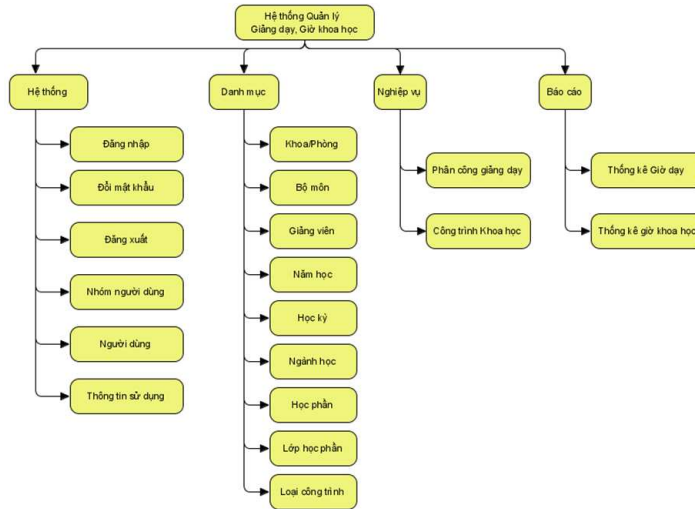 Hệ thống Quản lý
Giảng dạy, Giờ khoa học
Hệ thống
Danh mục
Nghiệp vụ
Báo cáo
Đăng nhập
Đổi mật khẩu
Đăng xuất
Nhóm người dùng
Người dùng
Thông tin sử dụng
Khoa/Phòng
Bộ môn
Giảng viên
Năm học
Học kỳ
Ngành học
Học phần
Lớp học phần
Loại công trình
Phân công giảng dạy
Công trình Khoa học
Thống kê Giờ dạy
Thống kê giờ khoa học